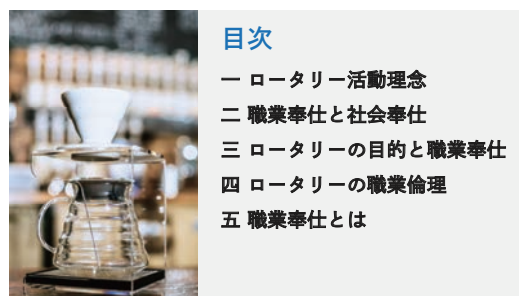 目次
一 ロータリー活動理念
二 職業奉仕と社会奉仕
三 ロータリーの目的と職業奉仕
四 ロータリーの職業倫理
五 職業奉仕とは